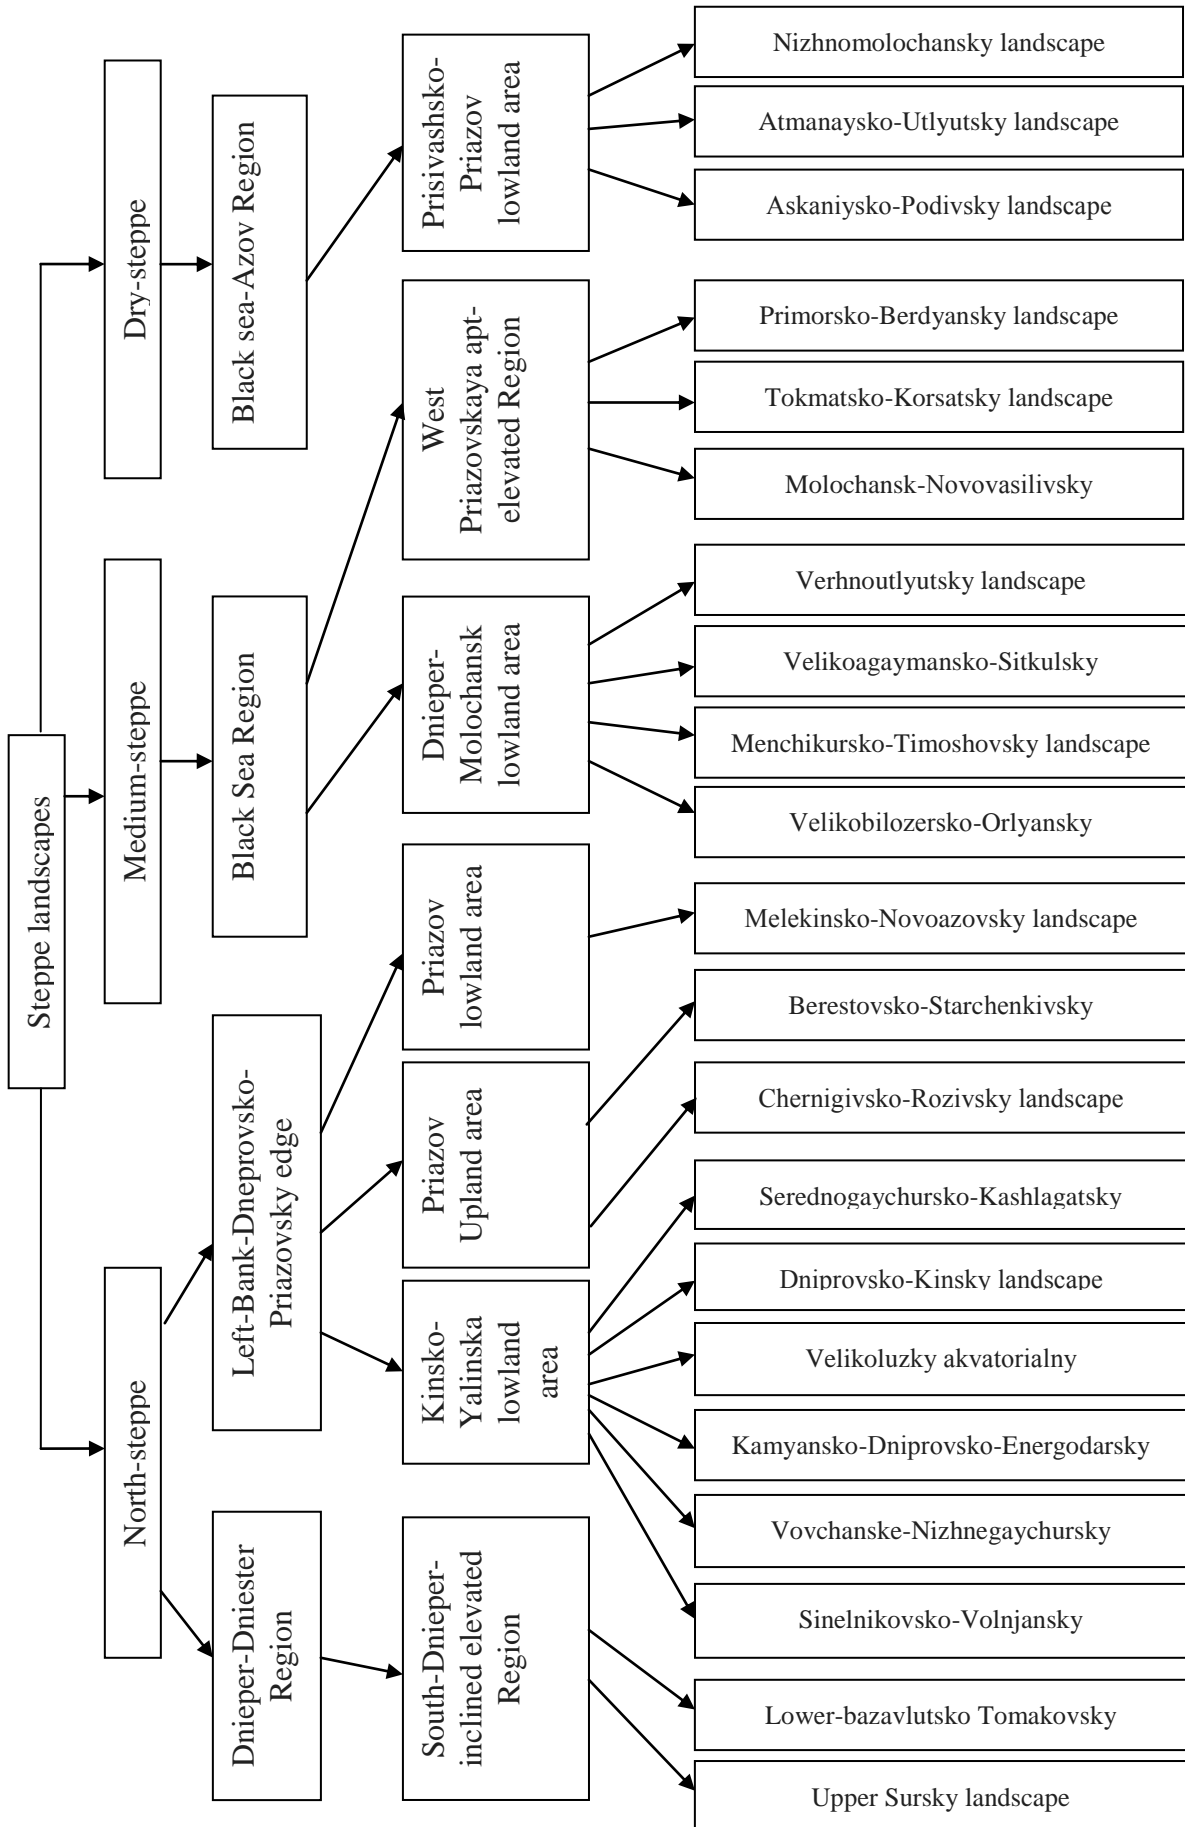 Steppe landscapes
Dry-steppe
Medium-steppe
North-steppe
Black sea-Azov Region
Black Sea Region
Left-Bank-Dneprovsko-
Priazovsky edge
Dnieper-Dniester
Region
Prisivashsko-
Priazov
lowland area
West
Priazovskaya apt-
elevated Region
Dnieper-
Molochansk
lowland area
Priazov
lowland area
Priazov
Upland area
Kinsko-
Yalinska
lowland
area
South-Dnieper-
inclined elevated
Region
Nizhnomolochansky landscape
Atmanaysko-Utlyutsky landscape
Askaniysko-Podivsky landscape
Primorsko-Berdyansky landscape
Tokmatsko-Korsatsky landscape
Molochansk-Novovasilivsky
Verhnoutlyutsky landscape
Velikoagaymansko-Sitkulsky
Menchikursko-Timoshovsky landscape
Velikobilozersko-Orlyansky
Melekinsko-Novoazovsky landscape
Berestovsko-Starchenkivsky
Chernigivsko-Rozivsky landscape
Serednogaychursko-Kashlagatsky
Dniprovsko-Kinsky landscape
Velikoluzky akvatorialny
Kamyansko-Dniprovsko-Energodarsky
Vovchanske-Nizhnegaychursky
Sinelnikovsko-Volnjansky
Lower-bazavlutsko Tomakovsky
Upper Sursky landscape